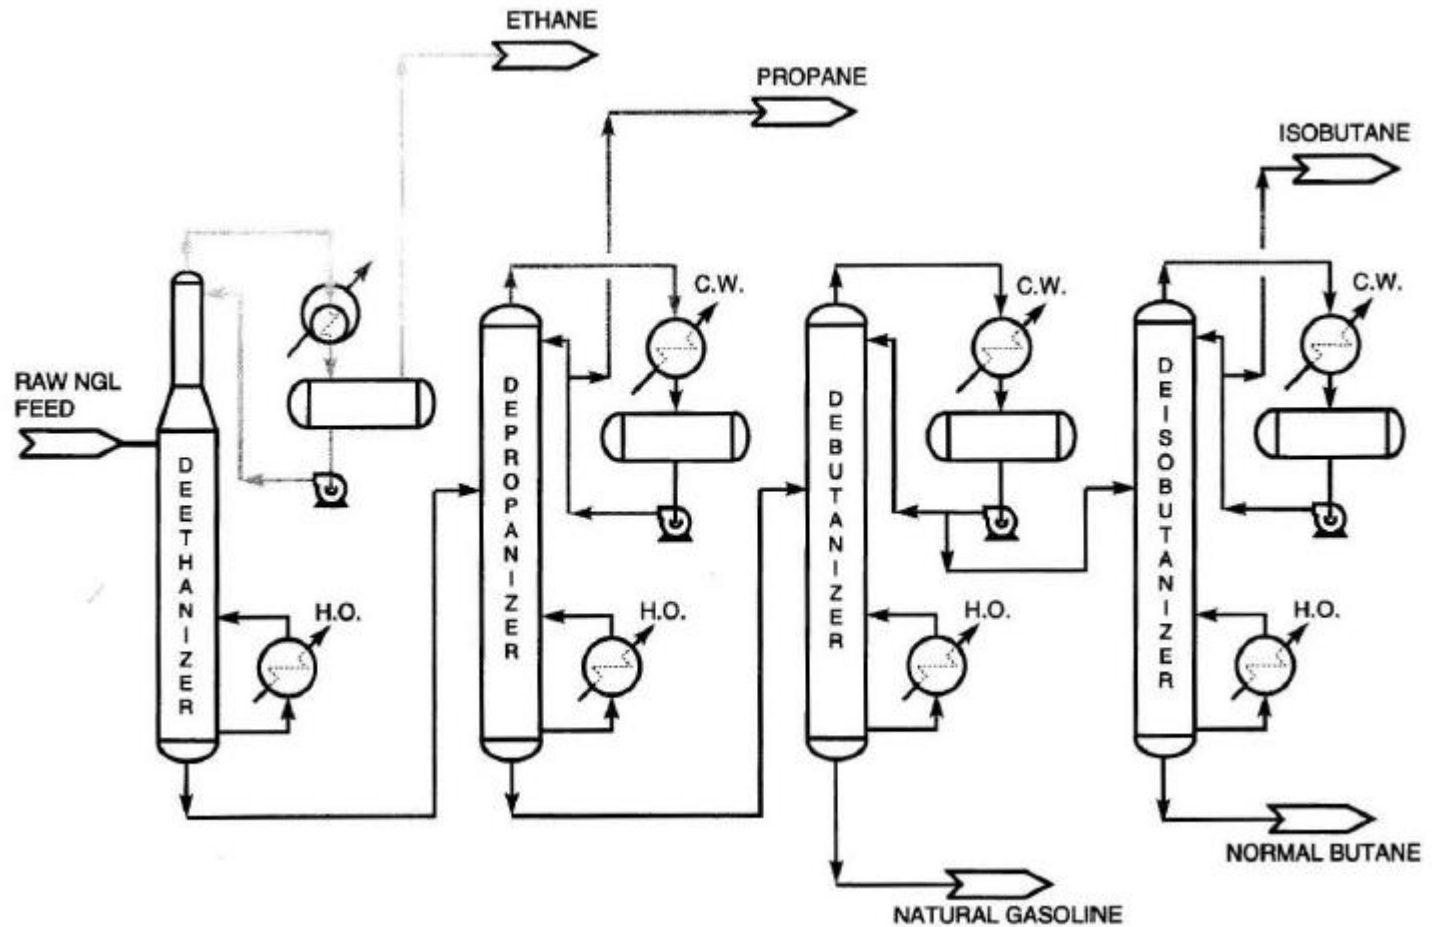 ETHANE
PROPANE
ISOBUTANE
C.W.
C.W.
C.W.
RAW NGL
FEED
DEETHANIZER
DEPROPANIZER
DEBUTANIZER
DEISOBUTANIZER
H.O.
H.O.
H.O.
H.O.
NORMAL BUTANE
NATURAL GASOLINE